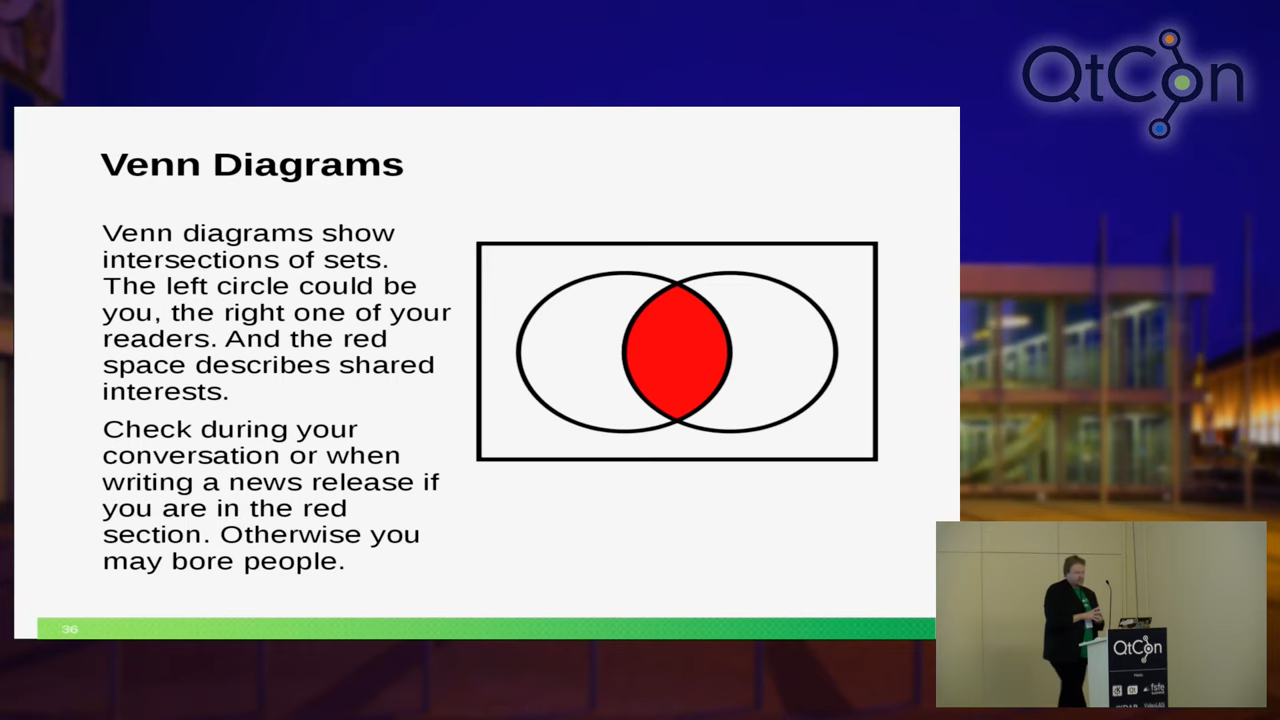 QtCon
Venn Diagrams
Venn diagrams show
intersections of sets.
The left circle could be
you, the right one of your
readers. And the red
space describes shared
interests.
Check during your
conversation or when
writing a news release if
you are in the red
section. Otherwise you
may bore people.
36
QtCon
fsfe